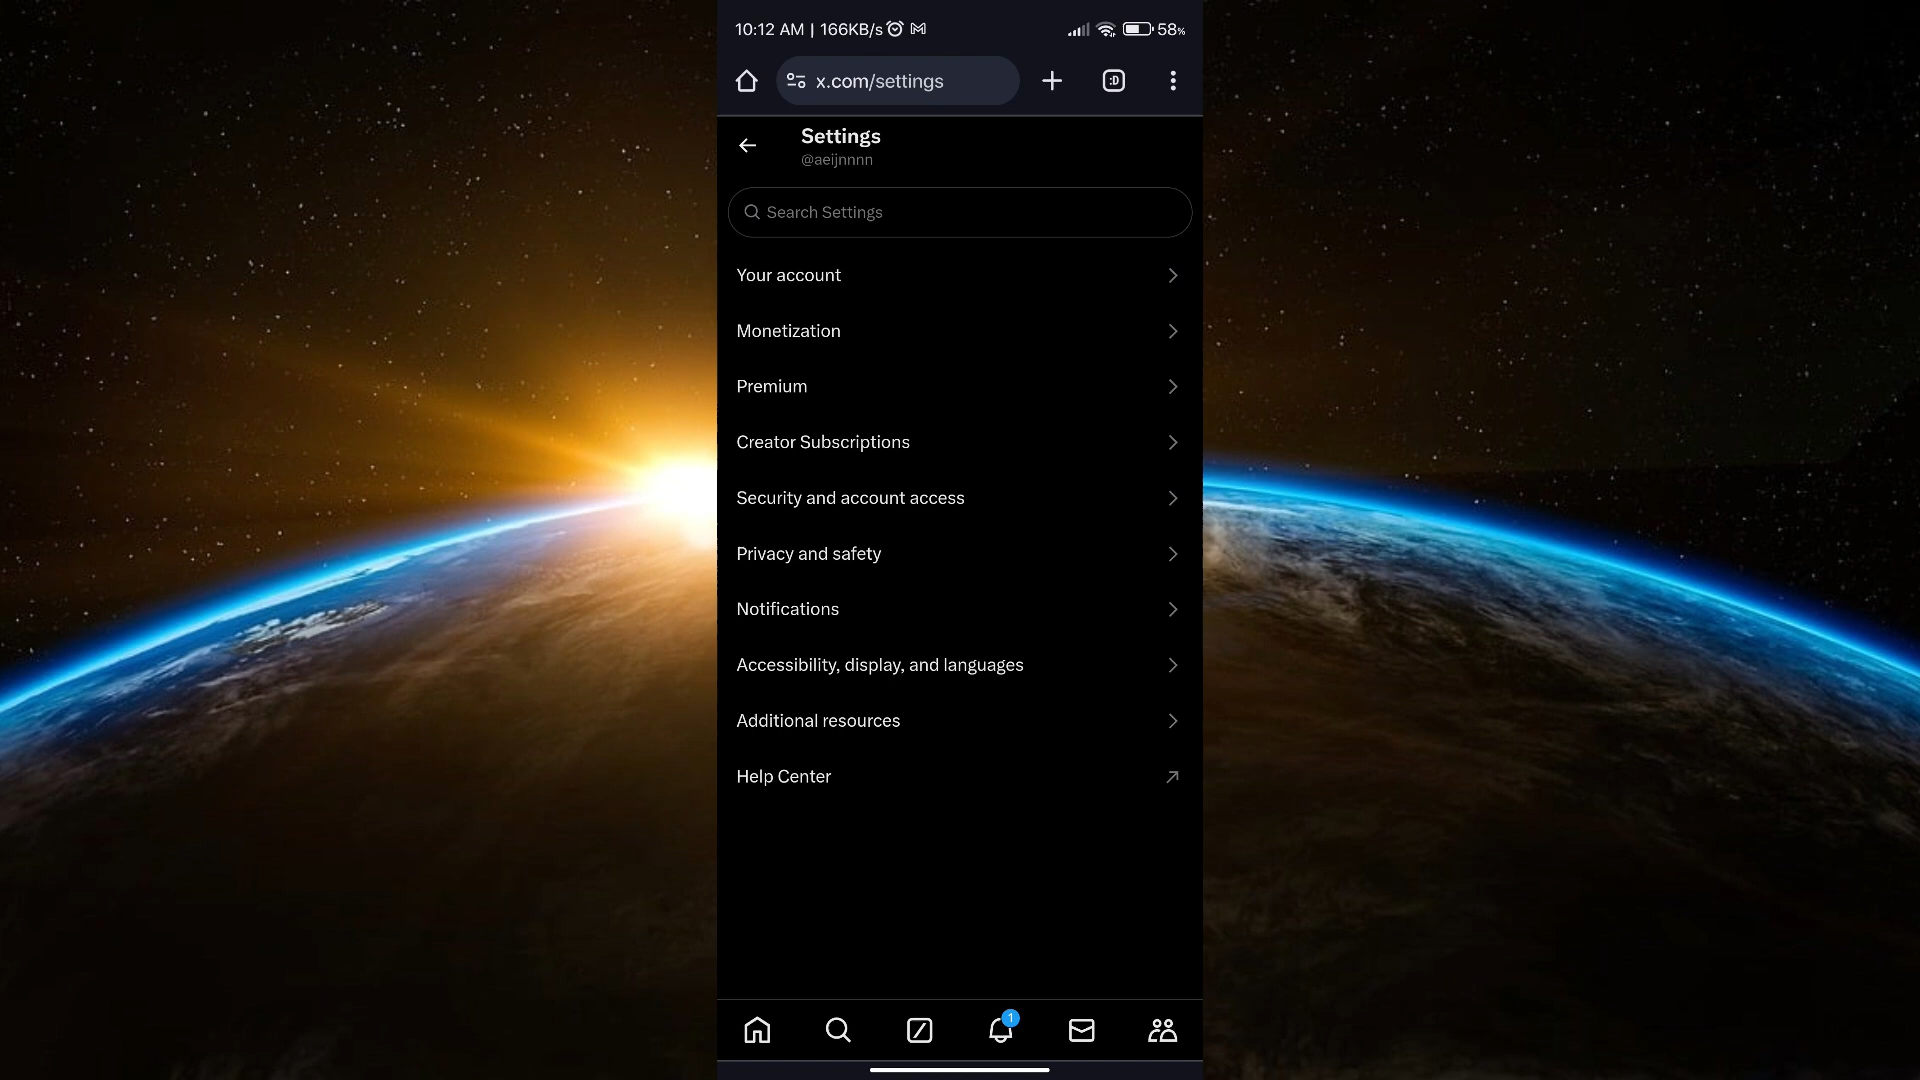 10:12 AM | 166KB/s 58%
x.com/settings :D
Settings
@aeijnnnn
Search Settings
Your account
Monetization
Premium
Creator Subscriptions
Security and account access
Privacy and safety
Notifications
Accessibility, display, and languages
Additional resources
Help Center
1